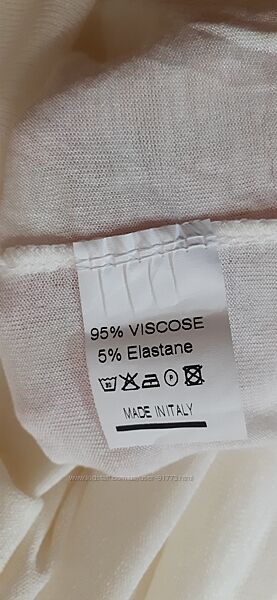 95% VISCOSE
5% Elastane
MADE IN ITALY